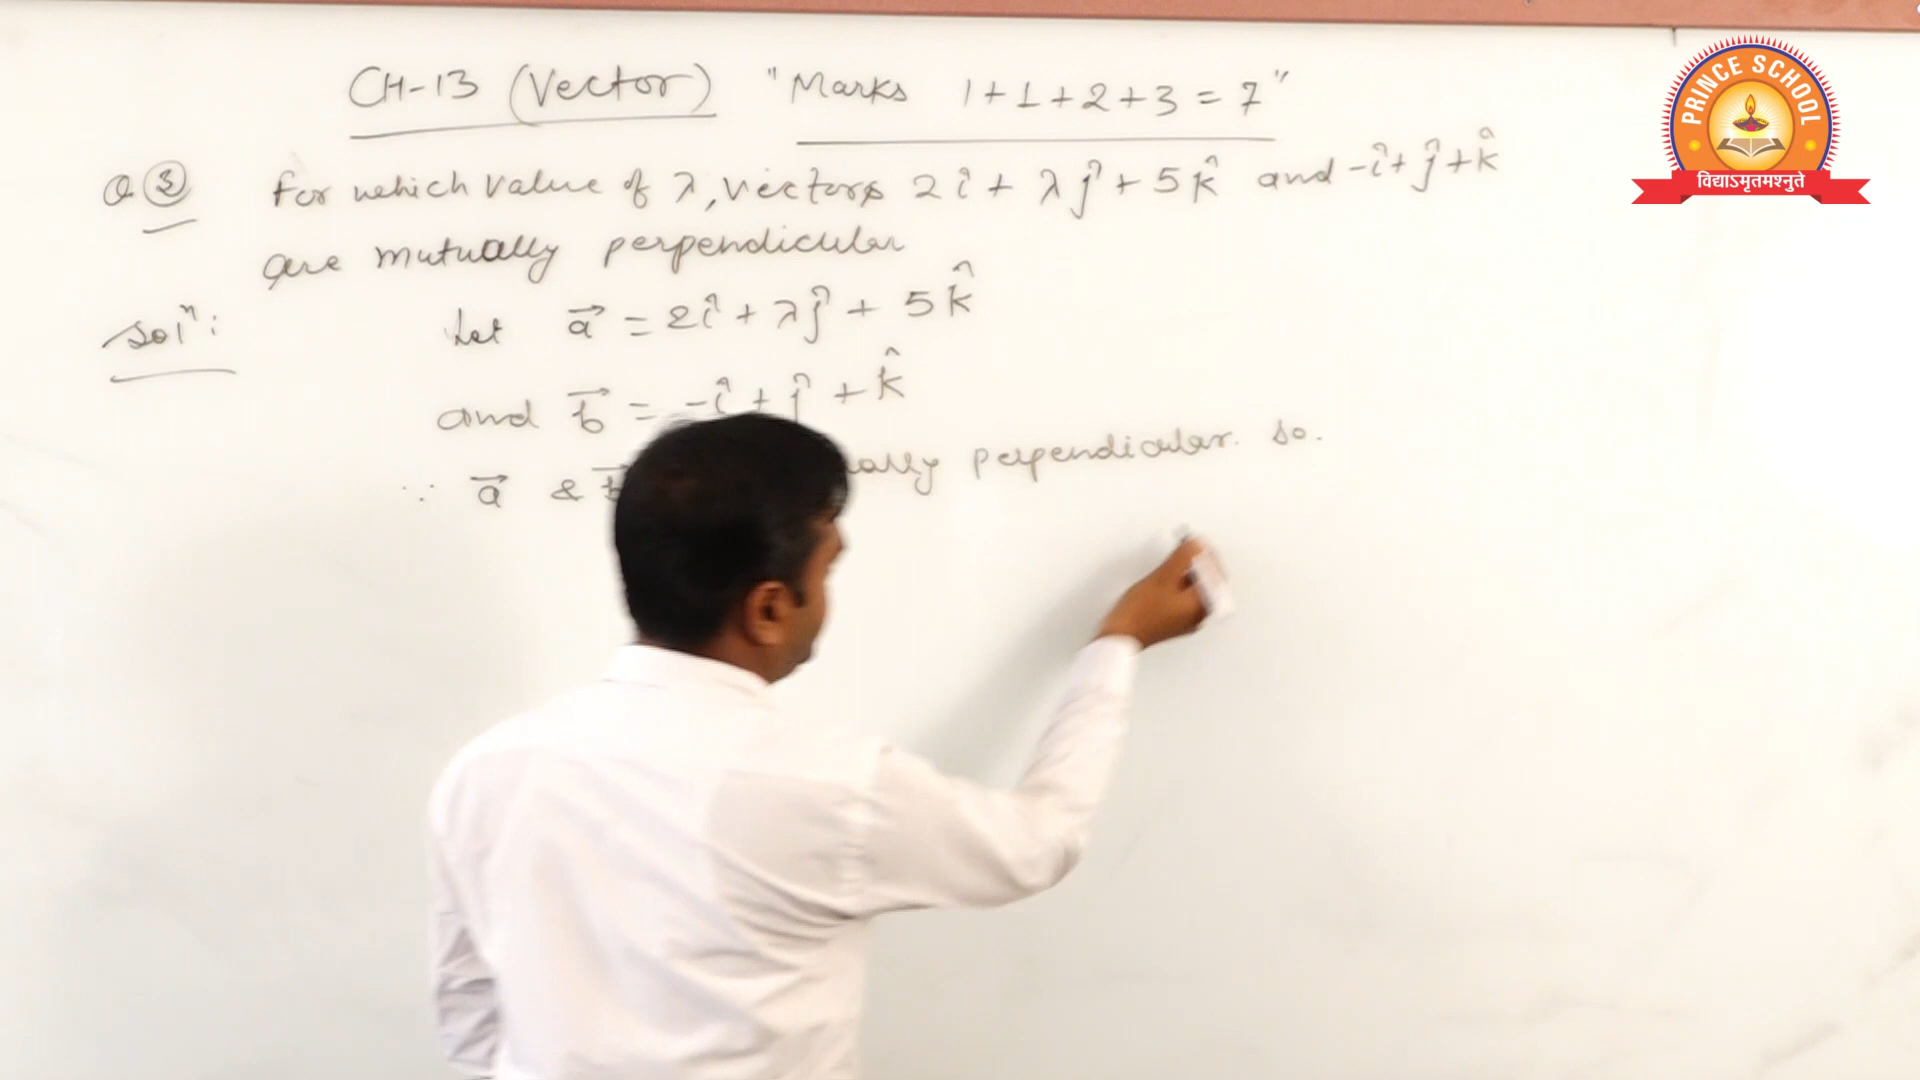 CH-13 (Vector) "Marks 1+1+2+3=7"
Q ③ for which value of λ, vectors 2î + λĵ + 5k̂ and -î + ĵ + k̂
are mutually perpendicular
Solⁿ: Let a⃗ = 2î + λĵ + 5k̂
and b⃗ = -î + ĵ + k̂
∵ a⃗ & b⃗ perpendicular. So.
PRINCE SCHOOL
विद्याऽमृतमश्नुते